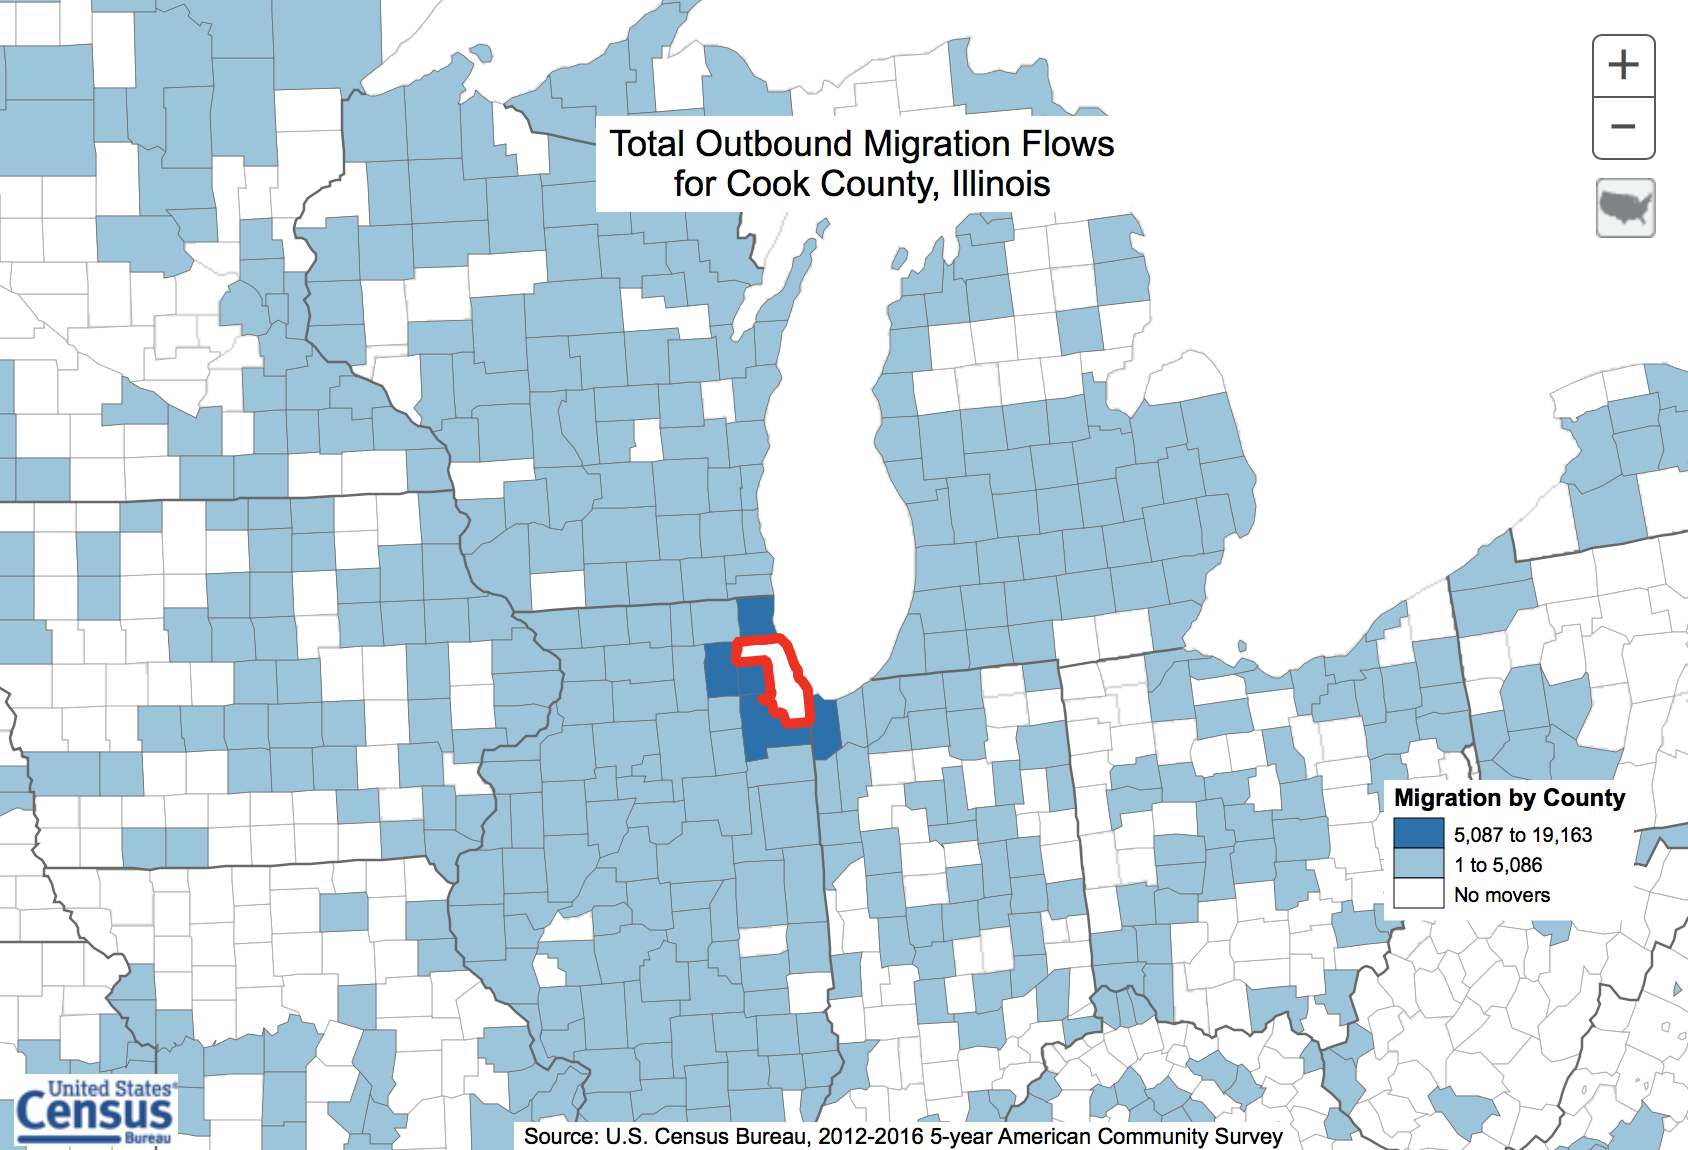 Total Outbound Migration Flows
for Cook County, Illinois
+
−
Migration by County
5,087 to 19,163
1 to 5,086
No movers
United States®
Census
Bureau
Source: U.S. Census Bureau, 2012-2016 5-year American Community Survey